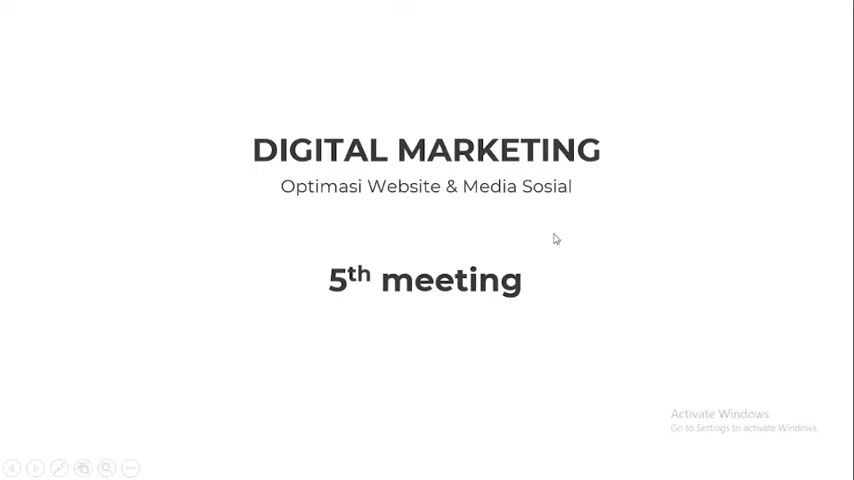 DIGITAL MARKETING
Optimasi Website & Media Sosial
5th meeting
Activate Windows
Go to Settings to activate Windows.